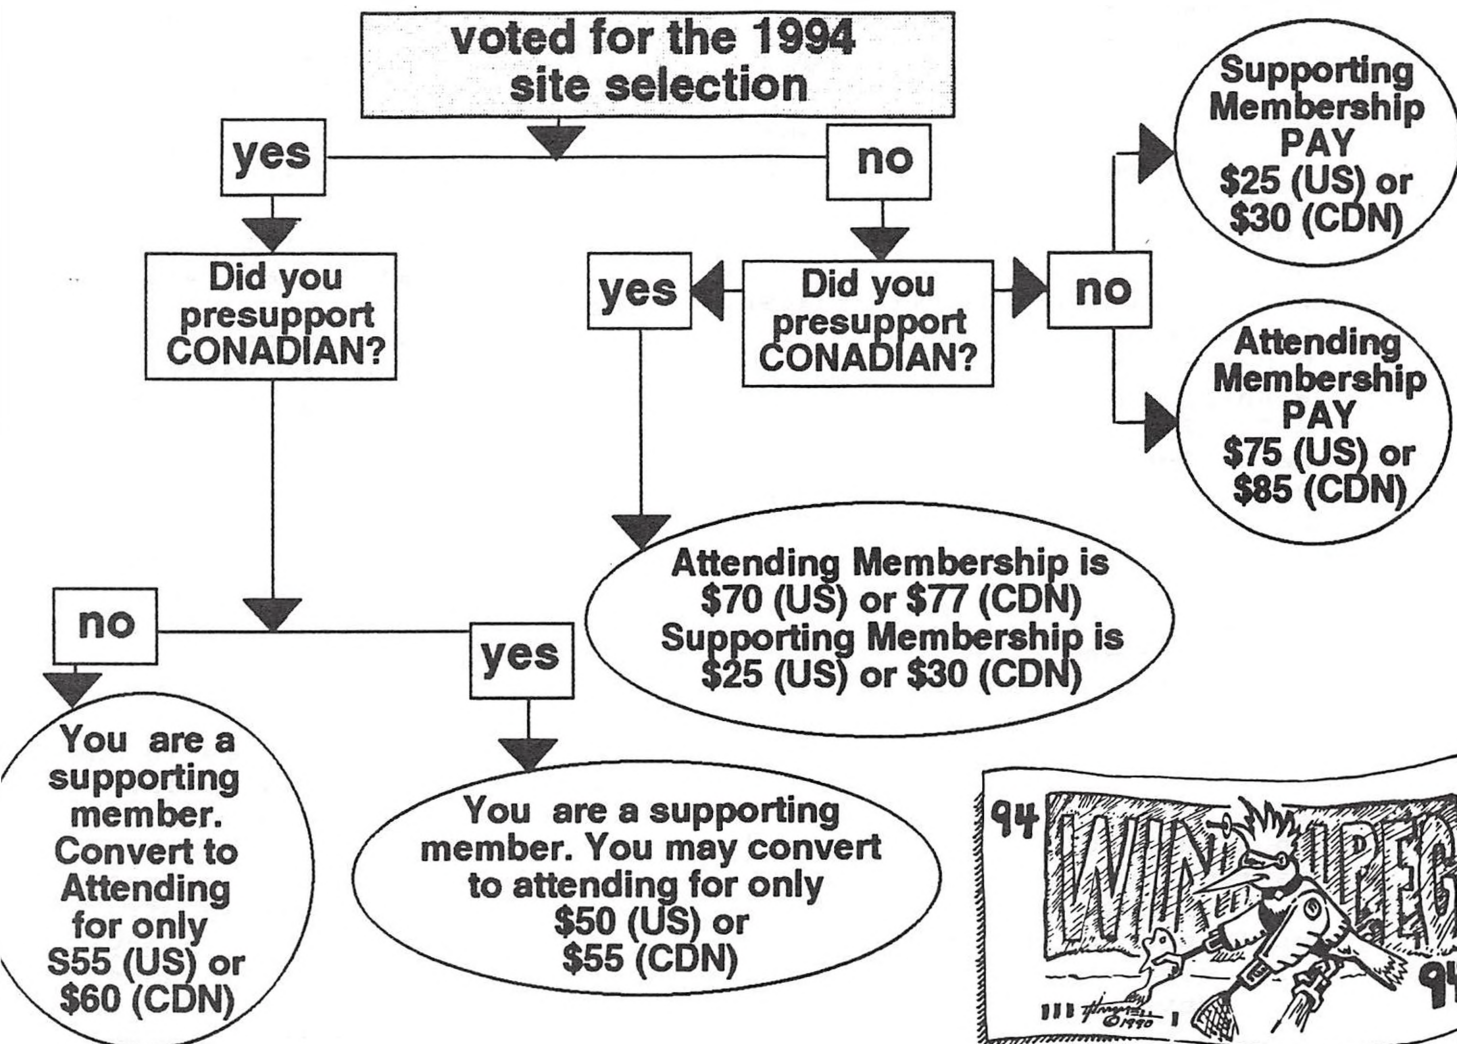 voted for the 1994
site selection
yes
no
Did you
presupport
CONADIAN?
yes
Did you
presupport
CONADIAN?
no
Supporting
Membership
PAY
$25 (US) or
$30 (CDN)
Attending
Membership
PAY
$75 (US) or
$85 (CDN)
Attending Membership is
$70 (US) or $77 (CDN)
Supporting Membership is
$25 (US) or $30 (CDN)
no
yes
You are a
supporting
member.
Convert to
Attending
for only
S55 (US) or
$60 (CDN)
You are a supporting
member. You may convert
to attending for only
$50 (US) or
$55 (CDN)
94
WINNIPEG
94
©1990